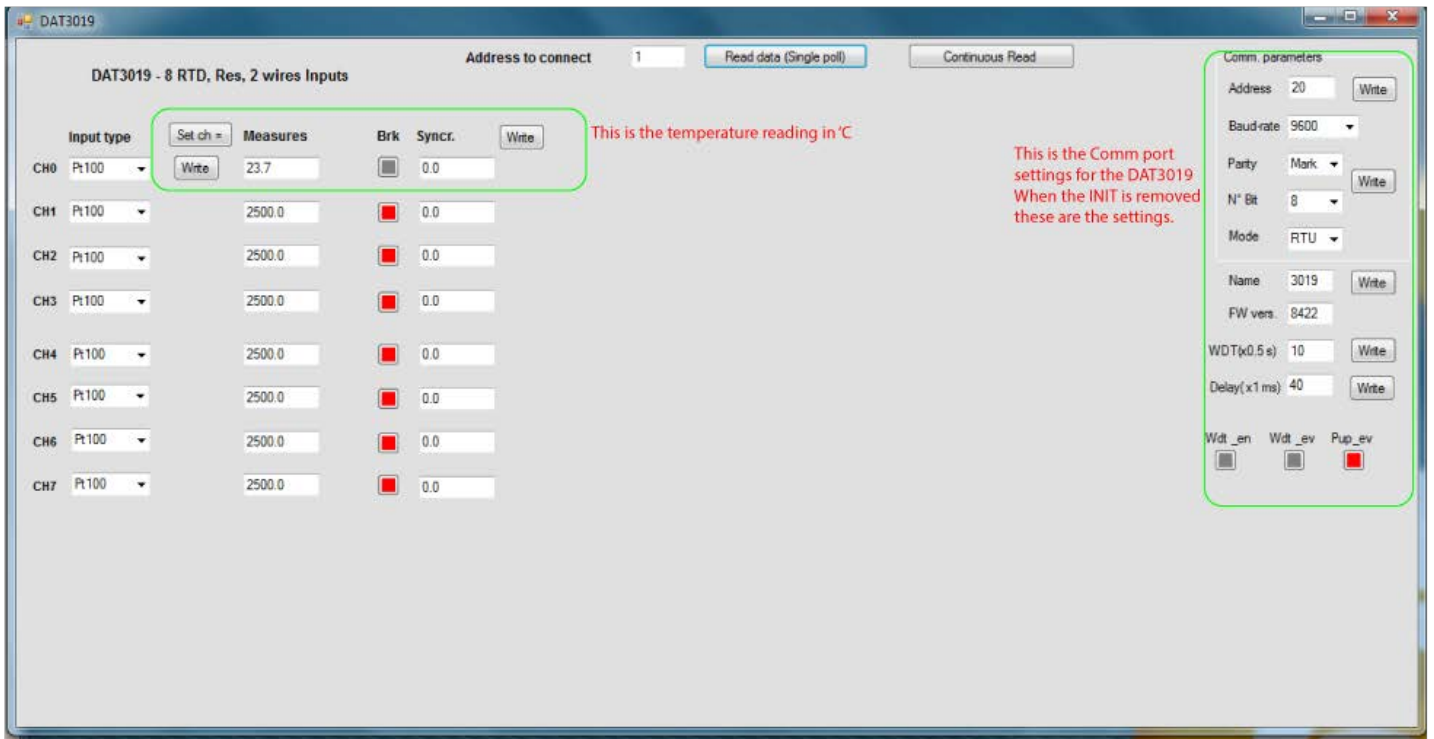 DAT3019
Address to connect 1 Read data (Single poll) Continuous Read
DAT3019 - 8 RTD, Res, 2 wires Inputs
Input type Set ch = Measures Brk Syncr. Write
This is the temperature reading in °C
CH0 Pt100 Write 23.7 0.0
CH1 Pt100 2500.0 0.0
CH2 Pt100 2500.0 0.0
CH3 Pt100 2500.0 0.0
CH4 Pt100 2500.0 0.0
CH5 Pt100 2500.0 0.0
CH6 Pt100 2500.0 0.0
CH7 Pt100 2500.0 0.0
This is the Comm port
settings for the DAT3019
When the INIT is removed
these are the settings.
Comm. parameters
Address 20 Write
Baud-rate 9600
Parity Mark
Write
N° Bit 8
Mode RTU
Name 3019 Write
FW vers. 8422
WDT(x0.5 s) 10 Write
Delay( x1 ms) 40 Write
Wdt _en Wdt _ev Pup_ev